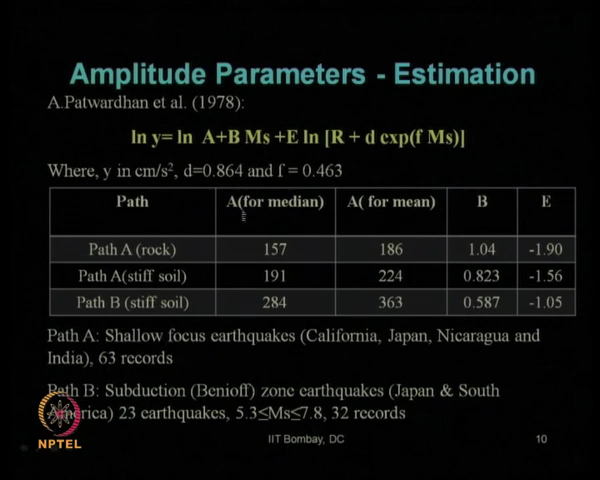 Amplitude Parameters - Estimation
A.Patwardhan et al. (1978):
ln y= ln A+B Ms +E ln [R + d exp(f Ms)]
Where, y in cm/s², d=0.864 and f = 0.463
Path A(for median) A( for mean) B E
Path A (rock) 157 186 1.04 -1.90
Path A(stiff soil) 191 224 0.823 -1.56
Path B (stiff soil) 284 363 0.587 -1.05
Path A: Shallow focus earthquakes (California, Japan, Nicaragua and
India), 63 records
Path B: Subduction (Benioff) zone earthquakes (Japan & South
America) 23 earthquakes, 5.3≤Ms≤7.8, 32 records
NPTEL
IIT Bombay, DC 10